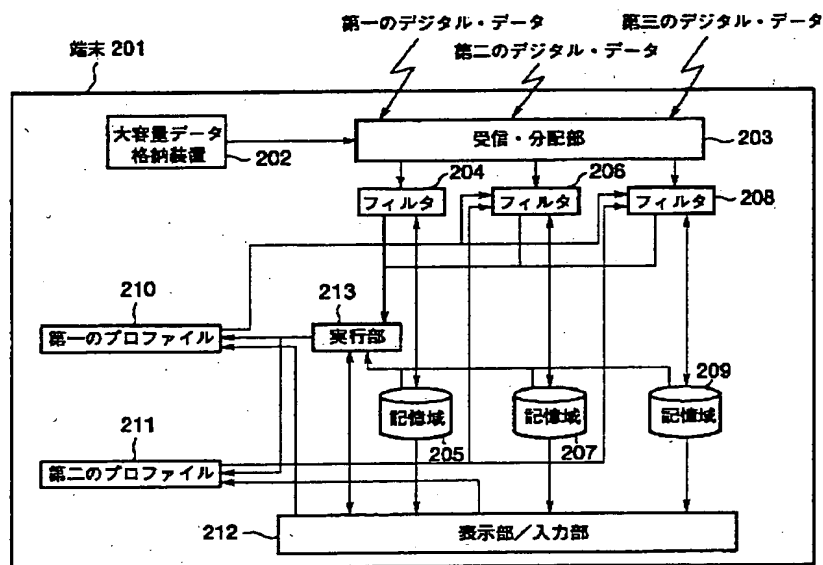 第一のデジタル・データ
第二のデジタル・データ
第三のデジタル・データ
端末 201
大容量データ
格納装置
202
受信・分配部
203
204
206
208
フィルタ
フィルタ
フィルタ
210
213
第一のプロファイル
実行部
209
211
記憶域
記憶域
記憶域
205
207
第二のプロファイル
212
表示部／入力部